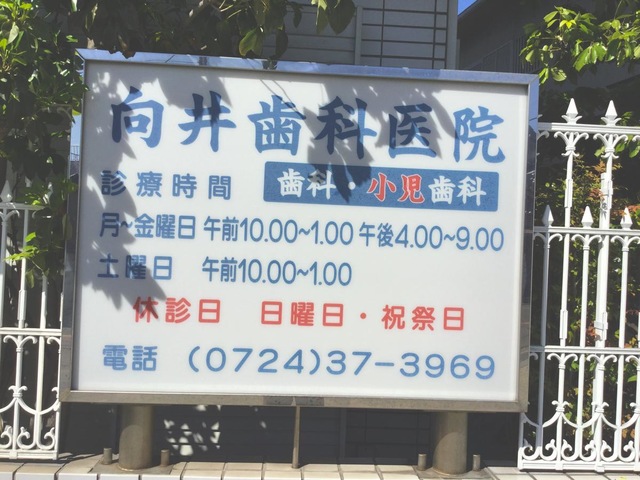 向井歯科医院
診療時間 歯科・小児歯科
月~金曜日 午前10.00~1.00 午後4.00~9.00
土曜日 午前10.00~1.00
休診日 日曜日・祝祭日
電話 (0724)37-3969